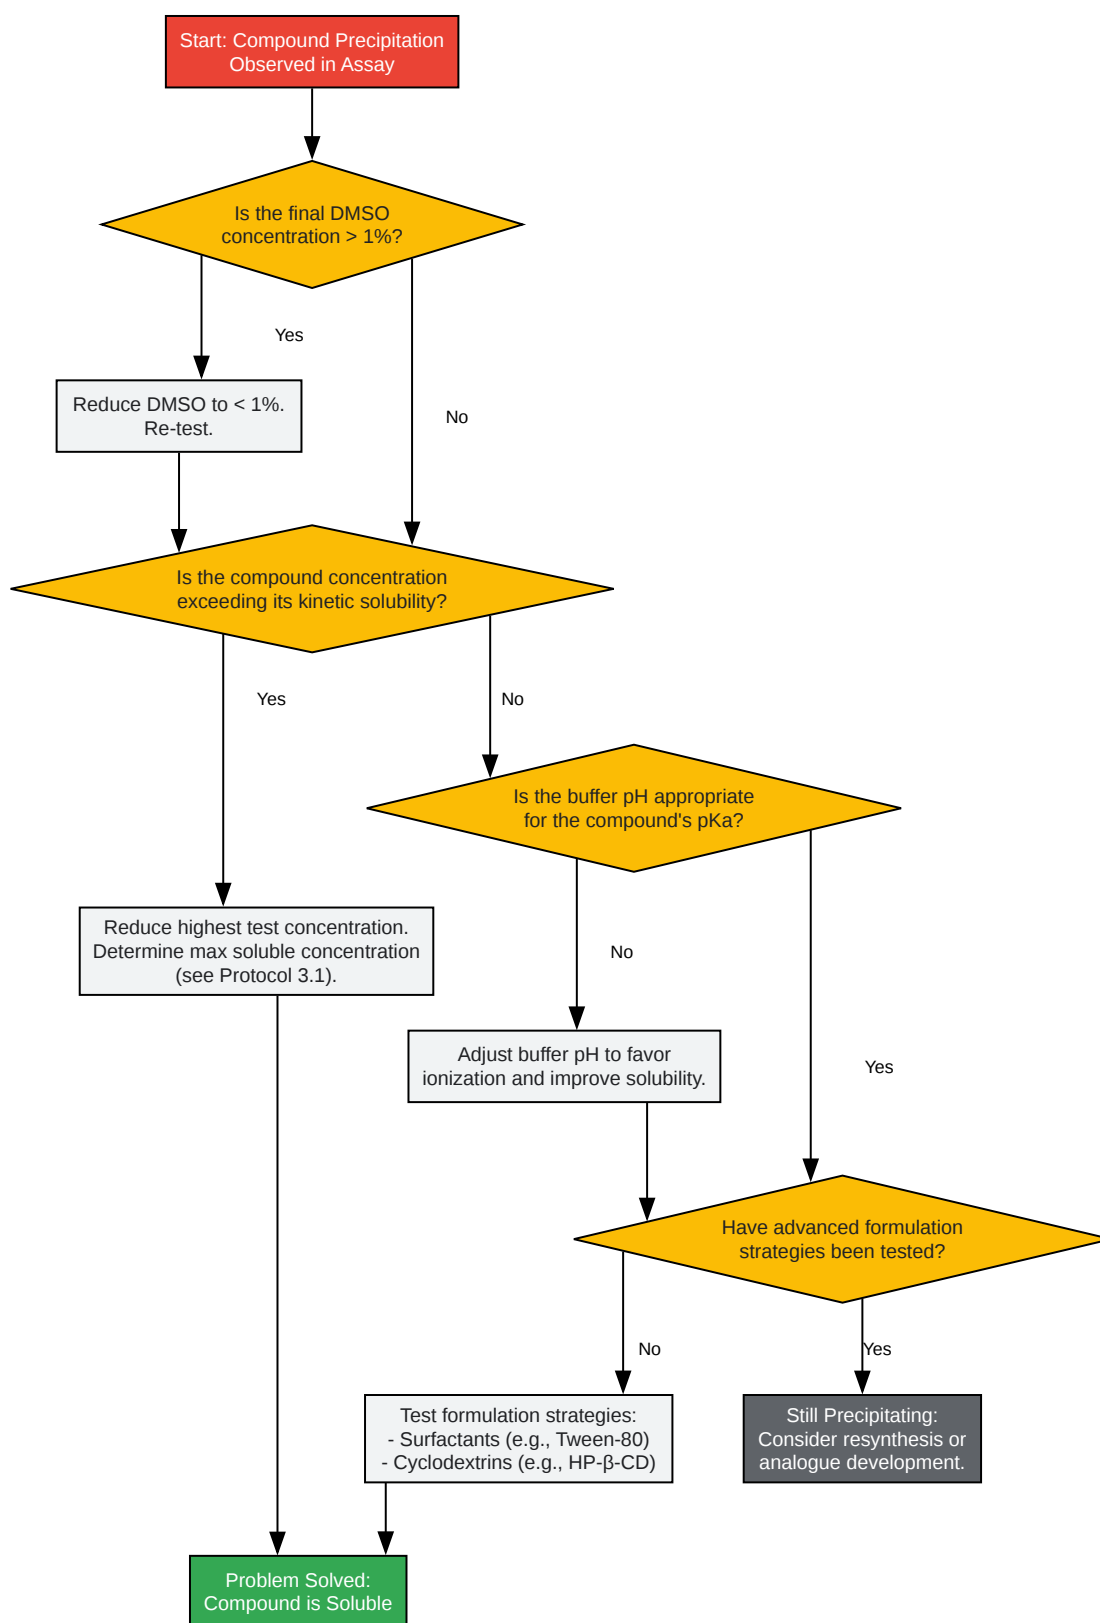 Start: Compound Precipitation
Observed in Assay
Is the final DMSO
concentration > 1%?
Yes
Reduce DMSO to < 1%.
Re-test.
No
Is the compound concentration
exceeding its kinetic solubility?
Yes
No
Is the buffer pH appropriate
for the compound's pKa?
Reduce highest test concentration.
Determine max soluble concentration
(see Protocol 3.1).
No
Adjust buffer pH to favor
ionization and improve solubility.
Yes
Have advanced formulation
strategies been tested?
No
Yes
Test formulation strategies:
- Surfactants (e.g., Tween-80)
- Cyclodextrins (e.g., HP-β-CD)
Still Precipitating:
Consider resynthesis or
analogue development.
Problem Solved:
Compound is Soluble